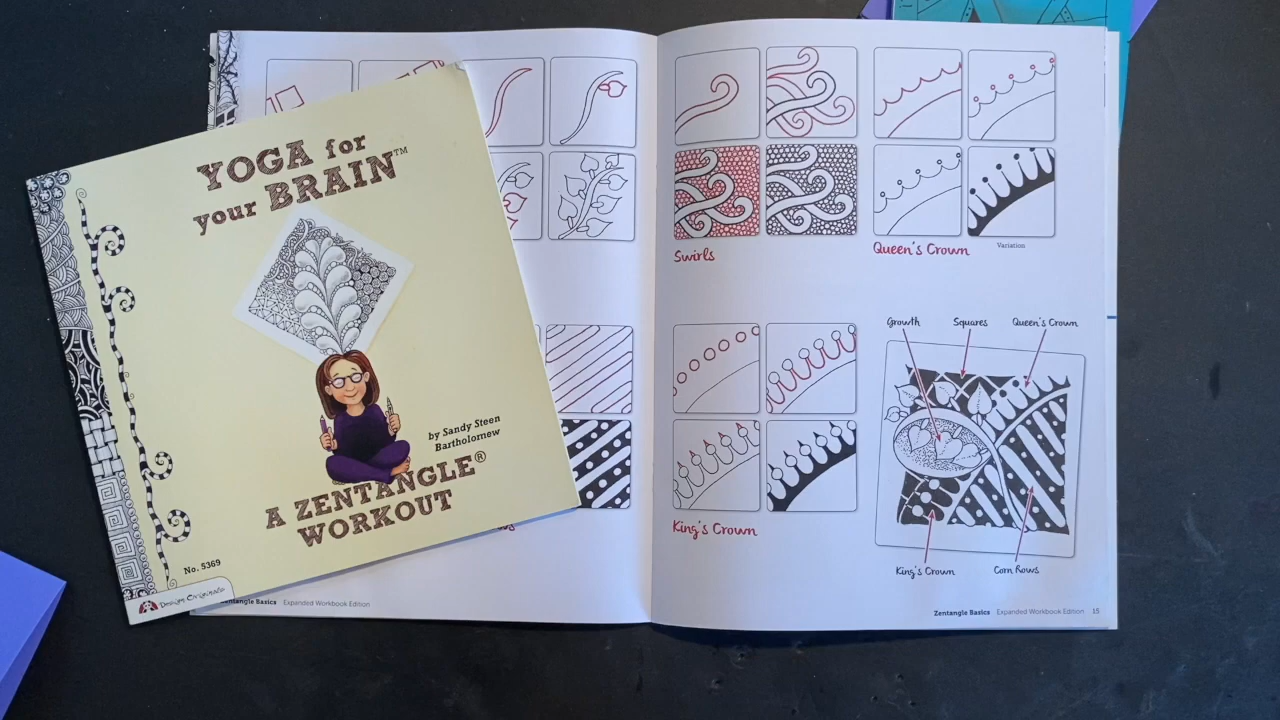 YOGA for
your BRAIN™
by Sandy Steen
Bartholomew
A ZENTANGLE®
WORKOUT
No. 5369
Design Originals
Zentangle Basics Expanded Workbook Edition
Swirls
Queen's Crown
Variation
King's Crown
Growth
Squares
Queen's Crown
King's Crown
Corn Rows
Zentangle Basics Expanded Workbook Edition 15